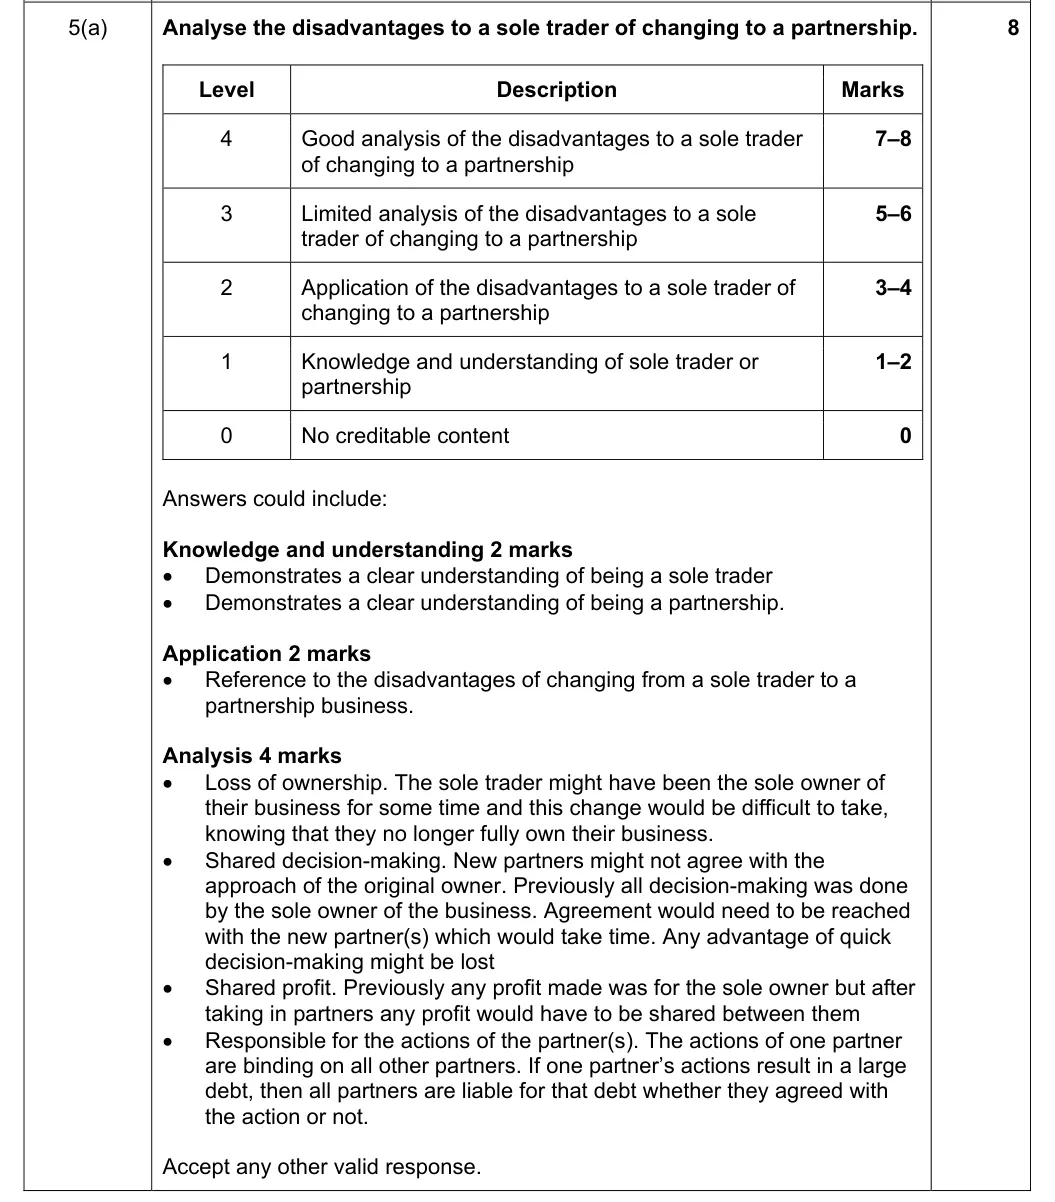 5(a) Analyse the disadvantages to a sole trader of changing to a partnership. 8
Level Description Marks
4 Good analysis of the disadvantages to a sole trader 7–8
of changing to a partnership
3 Limited analysis of the disadvantages to a sole 5–6
trader of changing to a partnership
2 Application of the disadvantages to a sole trader of 3–4
changing to a partnership
1 Knowledge and understanding of sole trader or 1–2
partnership
0 No creditable content 0
Answers could include:
Knowledge and understanding 2 marks
• Demonstrates a clear understanding of being a sole trader
• Demonstrates a clear understanding of being a partnership.
Application 2 marks
• Reference to the disadvantages of changing from a sole trader to a
partnership business.
Analysis 4 marks
• Loss of ownership. The sole trader might have been the sole owner of
their business for some time and this change would be difficult to take,
knowing that they no longer fully own their business.
• Shared decision-making. New partners might not agree with the
approach of the original owner. Previously all decision-making was done
by the sole owner of the business. Agreement would need to be reached
with the new partner(s) which would take time. Any advantage of quick
decision-making might be lost
• Shared profit. Previously any profit made was for the sole owner but after
taking in partners any profit would have to be shared between them
• Responsible for the actions of the partner(s). The actions of one partner
are binding on all other partners. If one partner’s actions result in a large
debt, then all partners are liable for that debt whether they agreed with
the action or not.
Accept any other valid response.